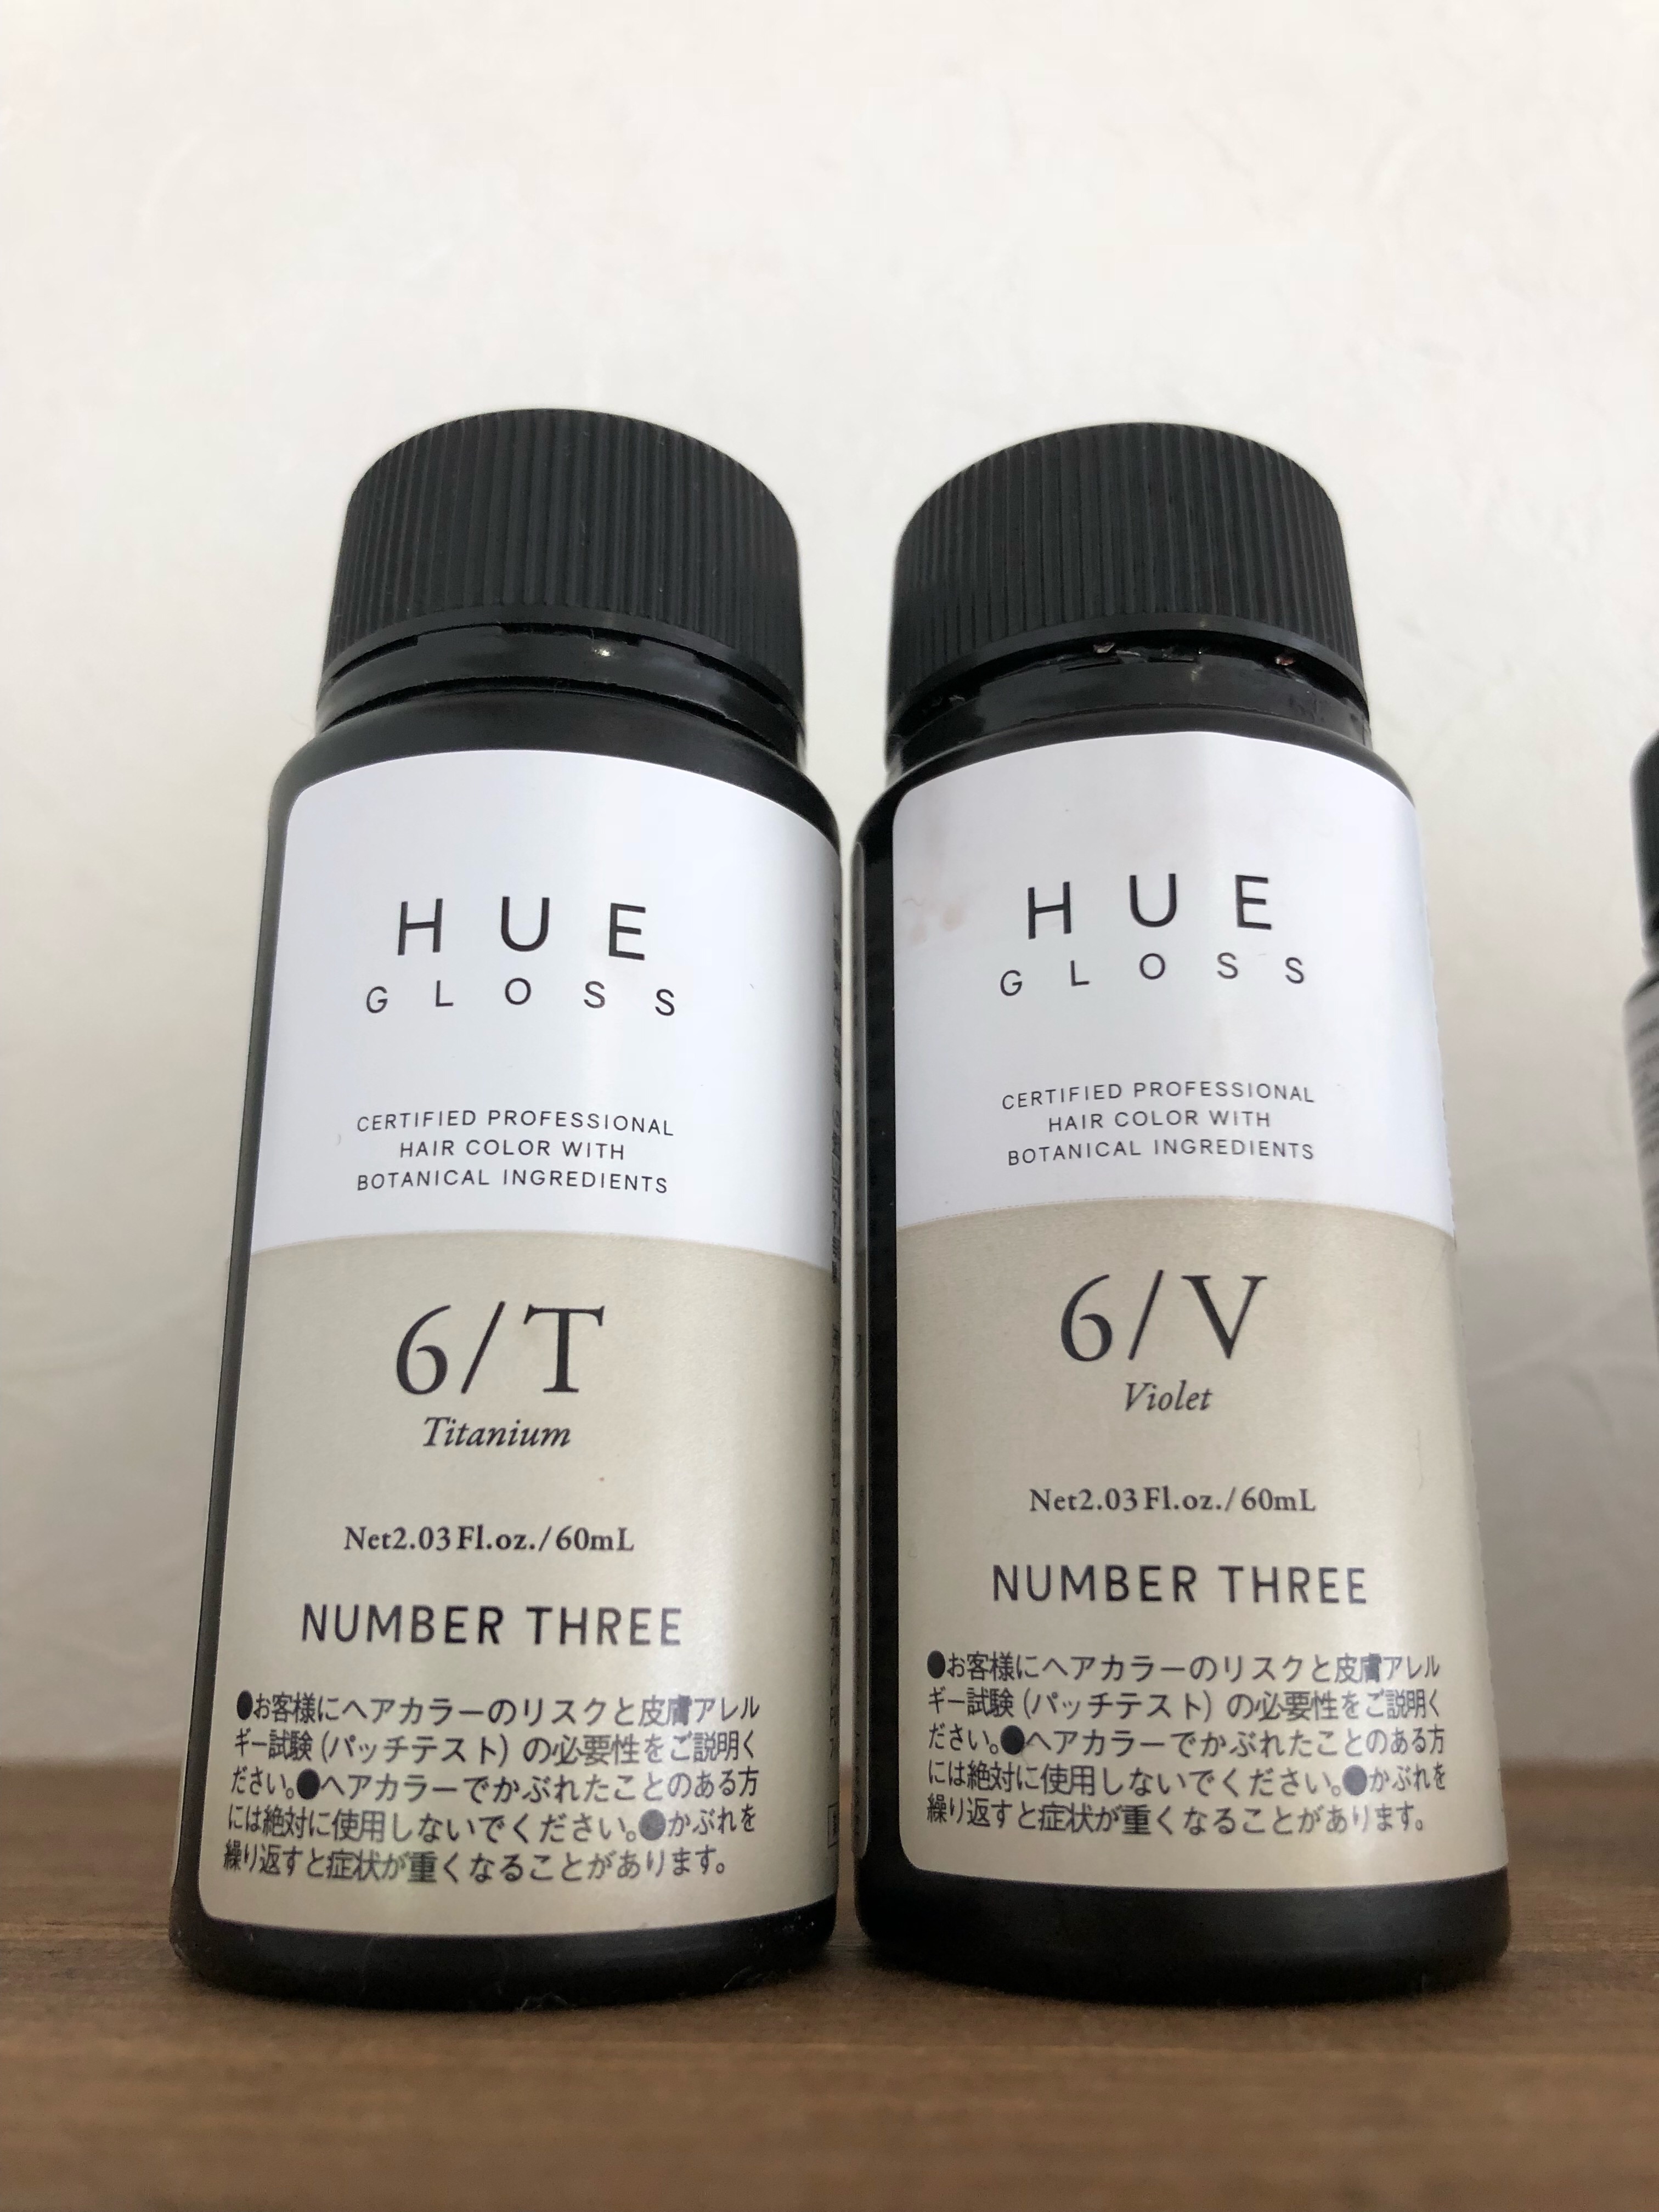 HUE
GLOSS
CERTIFIED PROFESSIONAL
HAIR COLOR WITH
BOTANICAL INGREDIENTS
6/T
Titanium
Net2.03Fl.oz./60mL
NUMBER THREE
●お客様にヘアカラーのリスクと皮膚アレル
ギー試験(パッチテスト)の必要性をご説明く
ださい。●ヘアカラーでかぶれたことのある方
には絶対に使用しないでください。●かぶれを
繰り返すと症状が重くなることがあります。
HUE
GLOSS
CERTIFIED PROFESSIONAL
HAIR COLOR WITH
BOTANICAL INGREDIENTS
6/V
Violet
Net2.03Fl.oz./60mL
NUMBER THREE
●お客様にヘアカラーのリスクと皮膚アレル
ギー試験(パッチテスト)の必要性をご説明く
ださい。●ヘアカラーでかぶれたことのある方
には絶対に使用しないでください。●かぶれを
繰り返すと症状が重くなることがあります。